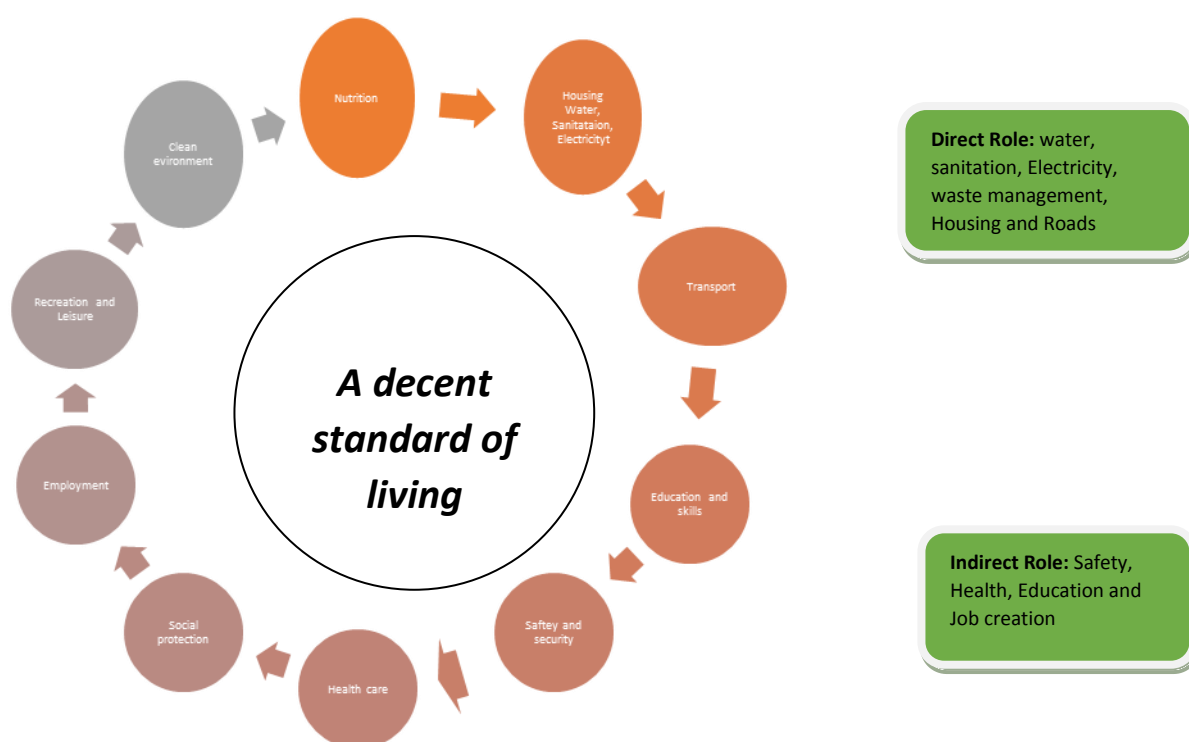 Nutrition
Housing
Water,
Sanitataion,
Electricityt
Transport
Education and
skills
Saftey and
security
Health care
Social
protection
Employment
Recreation and
Leisure
Clean
evironment
A decent
standard of
living
Direct Role: water,
sanitation, Electricity,
waste management,
Housing and Roads
Indirect Role: Safety,
Health, Education and
Job creation